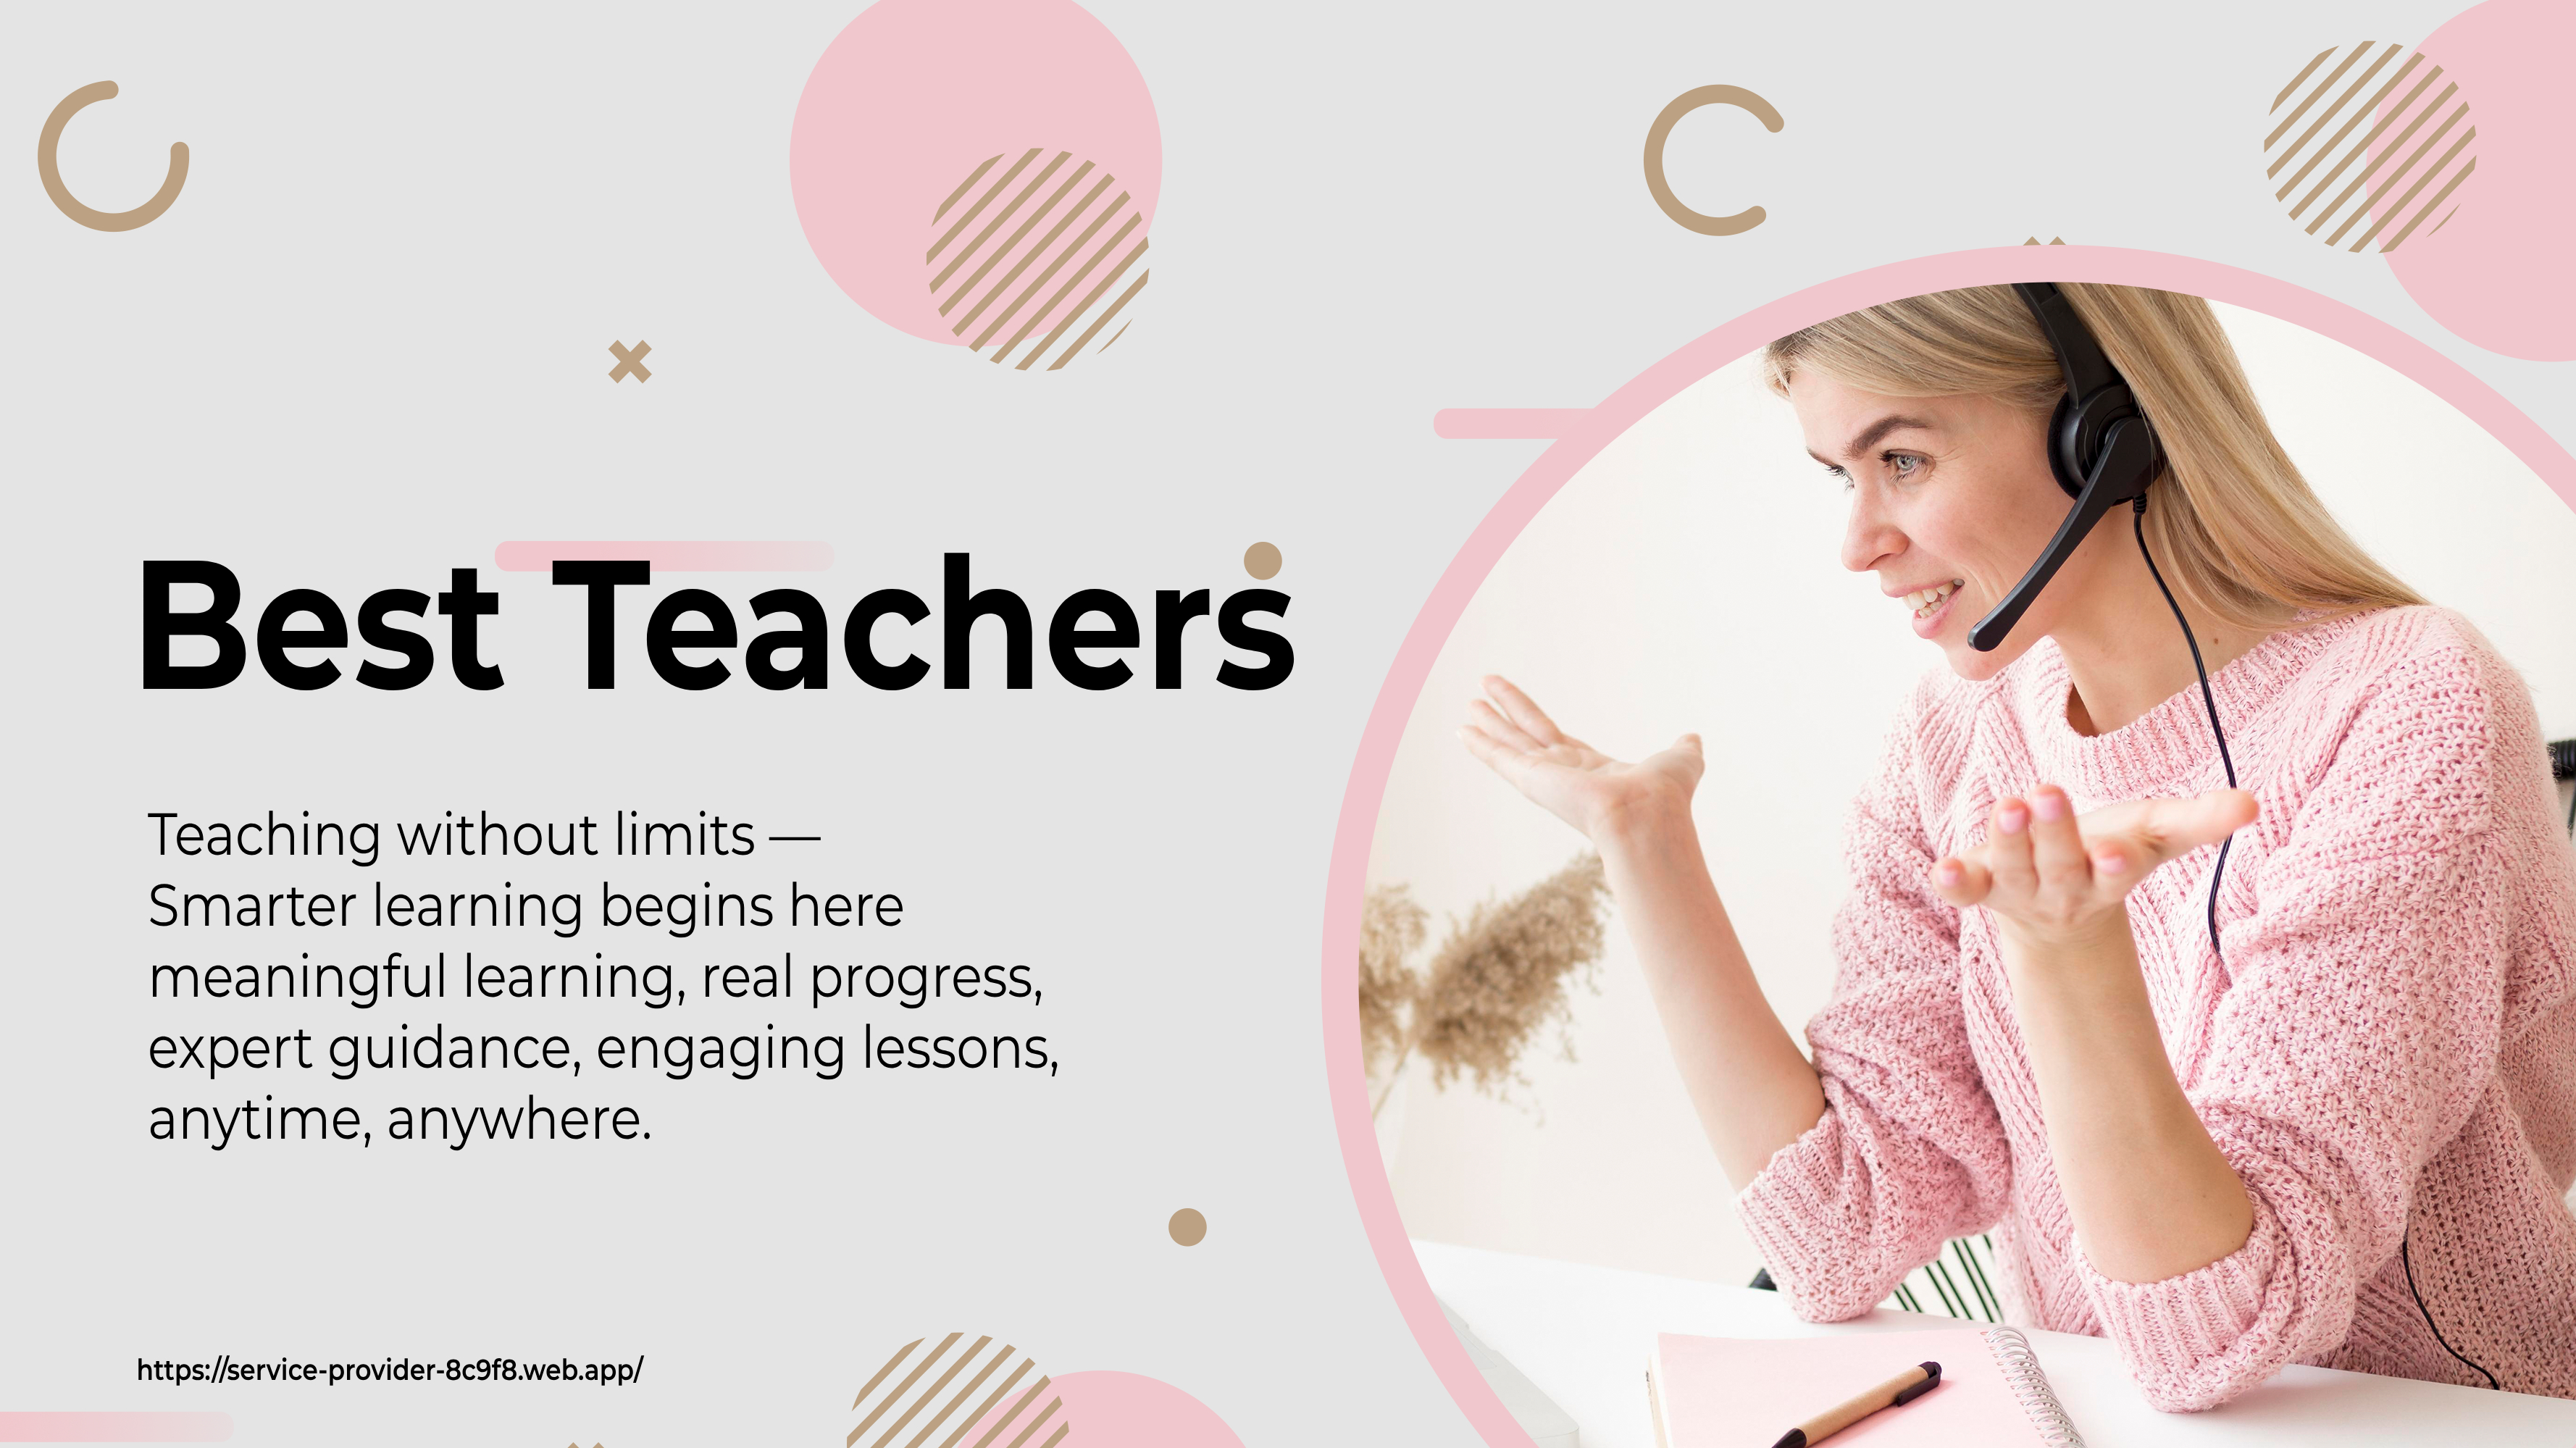 Best Teachers
Teaching without limits —
Smarter learning begins here
meaningful learning, real progress,
expert guidance, engaging lessons,
anytime, anywhere.
https://service-provider-8c9f8.web.app/